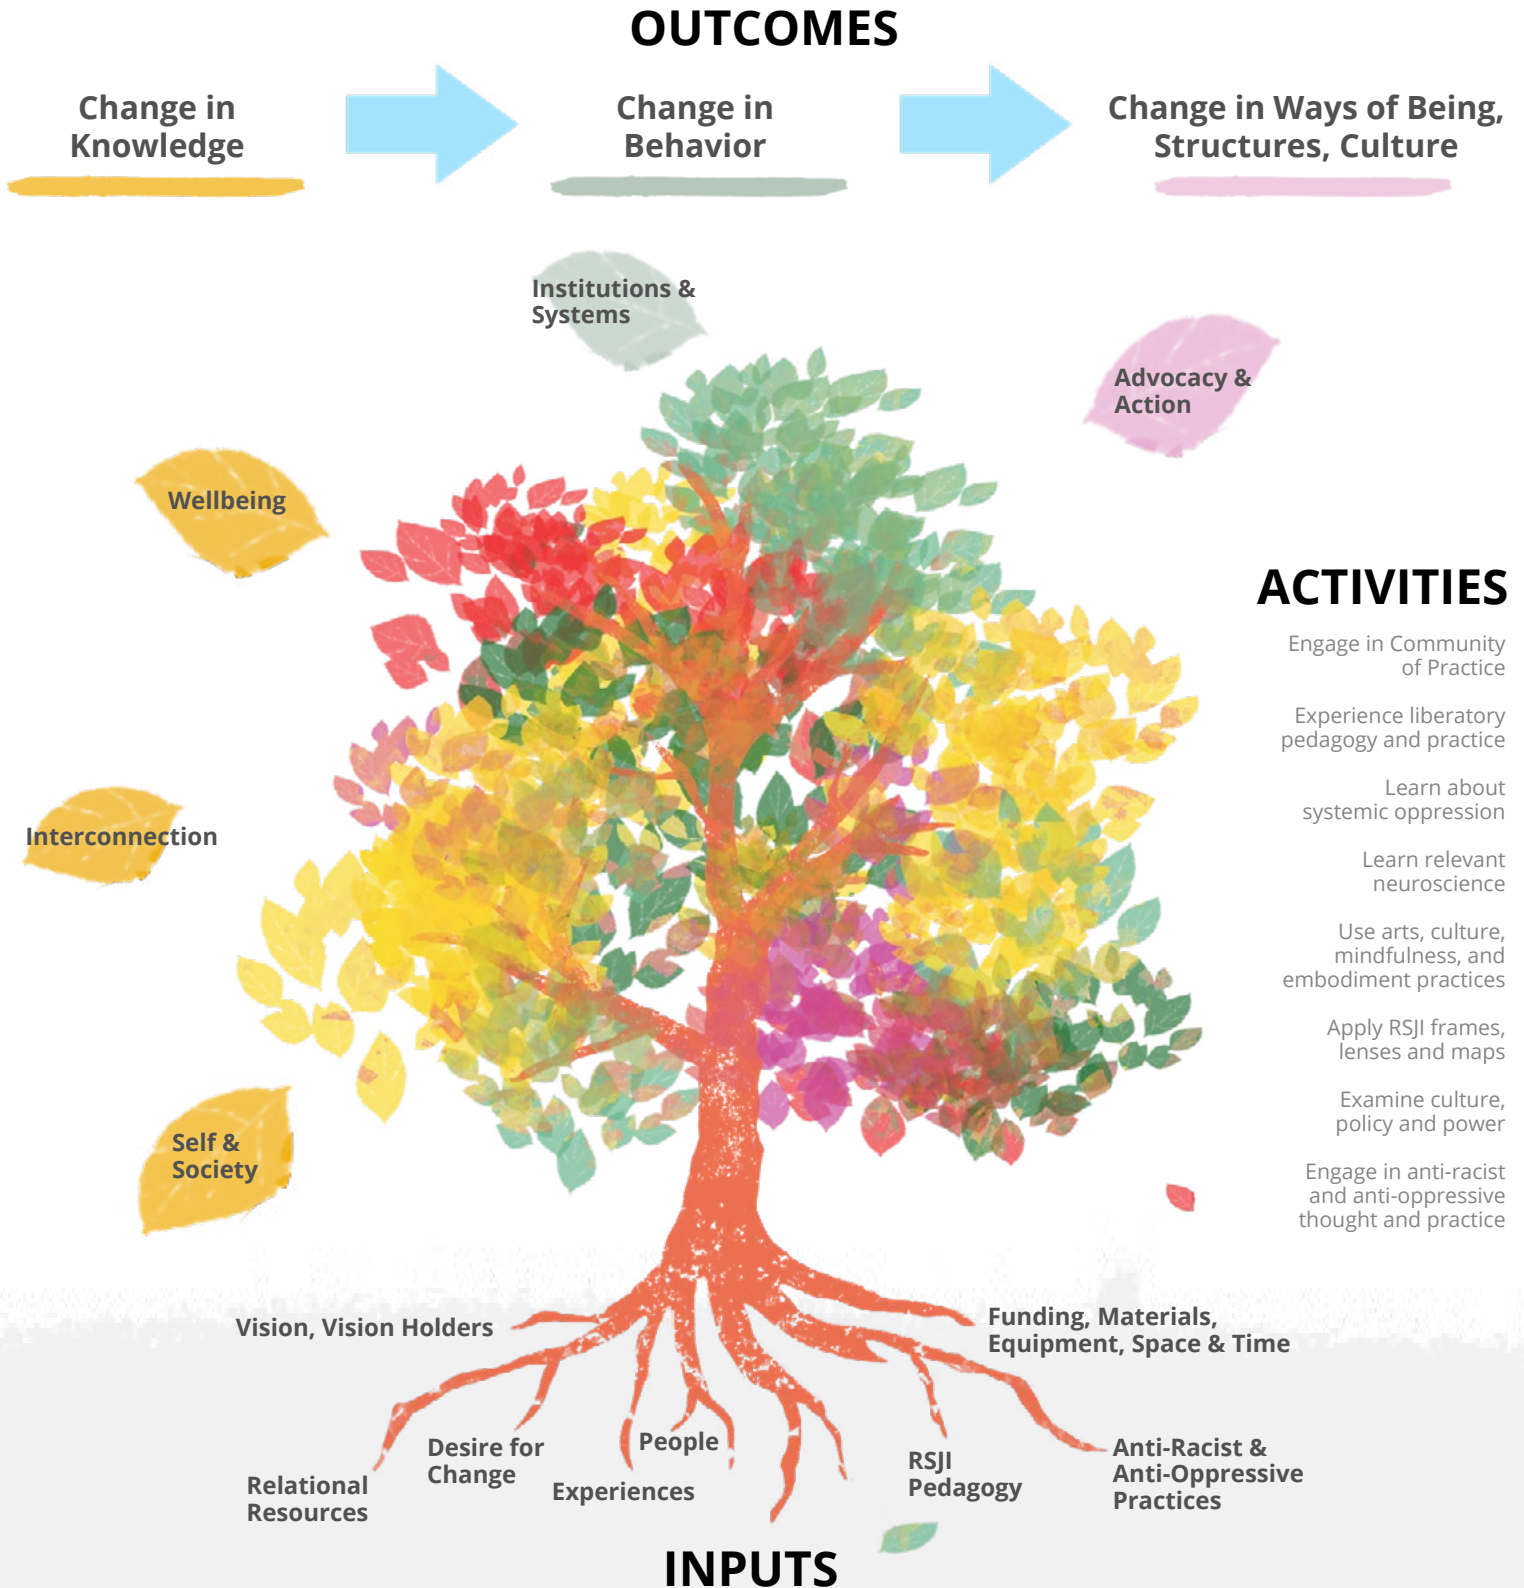 OUTCOMES
Change in
Knowledge
Change in
Behavior
Change in Ways of Being,
Structures, Culture
Institutions &
Systems
Advocacy &
Action
Wellbeing
Interconnection
Self &
Society
ACTIVITIES
Engage in Community
of Practice
Experience liberatory
pedagogy and practice
Learn about
systemic oppression
Learn relevant
neuroscience
Use arts, culture,
mindfulness, and
embodiment practices
Apply RSJI frames,
lenses and maps
Examine culture,
policy and power
Engage in anti-racist
and anti-oppressive
thought and practice
Vision, Vision Holders
Funding, Materials,
Equipment, Space & Time
Relational
Resources
Desire for
Change
Experiences
People
RSJI
Pedagogy
Anti-Racist &
Anti-Oppressive
Practices
INPUTS